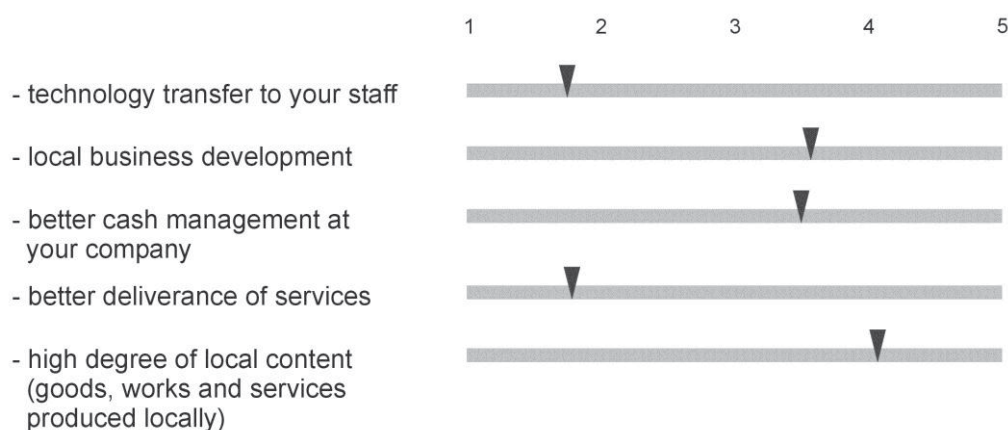 1 2 3 4 5
- technology transfer to your staff
- local business development
- better cash management at
your company
- better deliverance of services
- high degree of local content
(goods, works and services
produced locally)